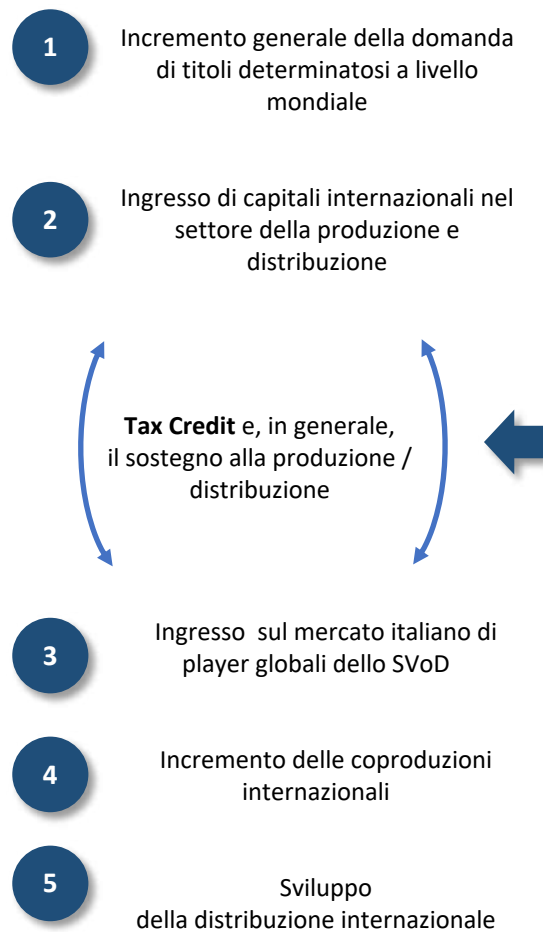 1
Incremento generale della domanda
di titoli determinatosi a livello
mondiale
2
Ingresso di capitali internazionali nel
settore della produzione e
distribuzione
Tax Credit e, in generale,
il sostegno alla produzione /
distribuzione
3
Ingresso  sul mercato italiano di
player globali dello SVoD
4
Incremento delle coproduzioni
internazionali
5
Sviluppo
della distribuzione internazionale